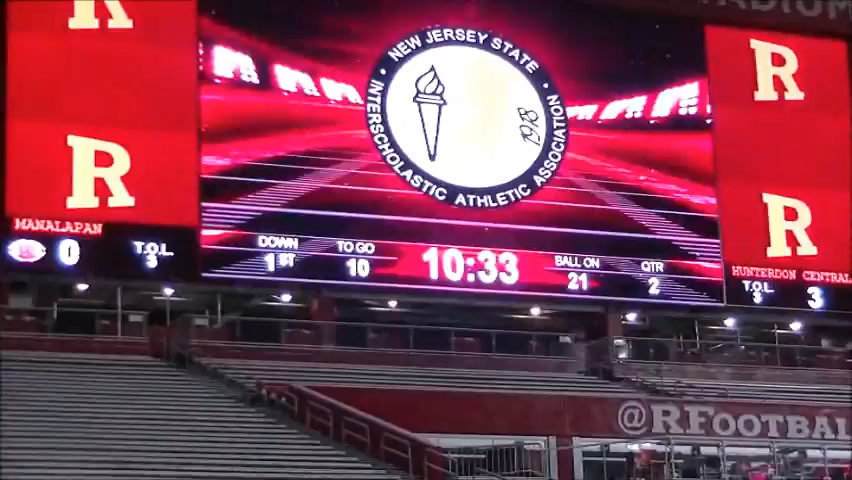 STADIUM
R
R
NEW JERSEY STATE
INTERSCHOLASTIC ATHLETIC ASSOCIATION
1918
R
R
MANALAPAN
0
T.O.L
3
DOWN
1ST
TO GO
10
10:33
BALL ON
21
QTR
2
HUNTERDON CENTRAL
T.O.L
3
3
@RFOOTBAL